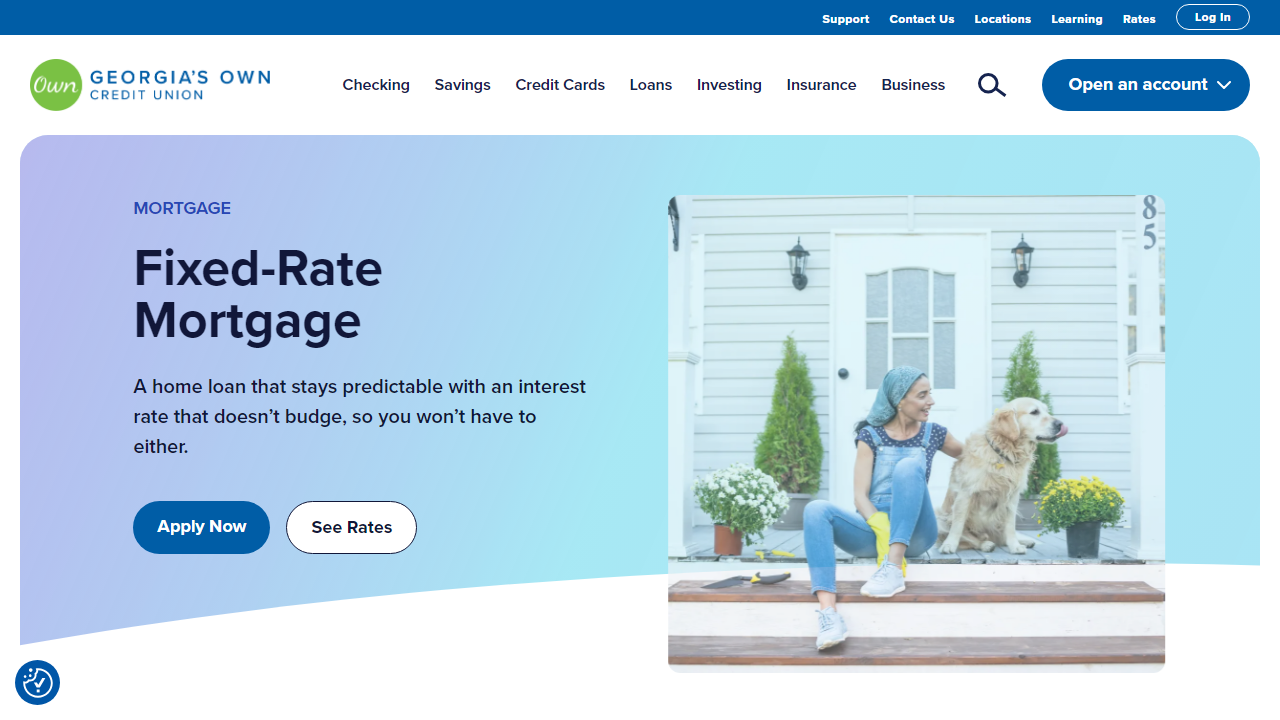 Support Contact Us Locations Learning Rates Log In
Own GEORGIA'S OWN
CREDIT UNION
Checking Savings Credit Cards Loans Investing Insurance Business Open an account
MORTGAGE
Fixed-Rate
Mortgage
A home loan that stays predictable with an interest
rate that doesn’t budge, so you won’t have to
either.
Apply Now See Rates
8
5